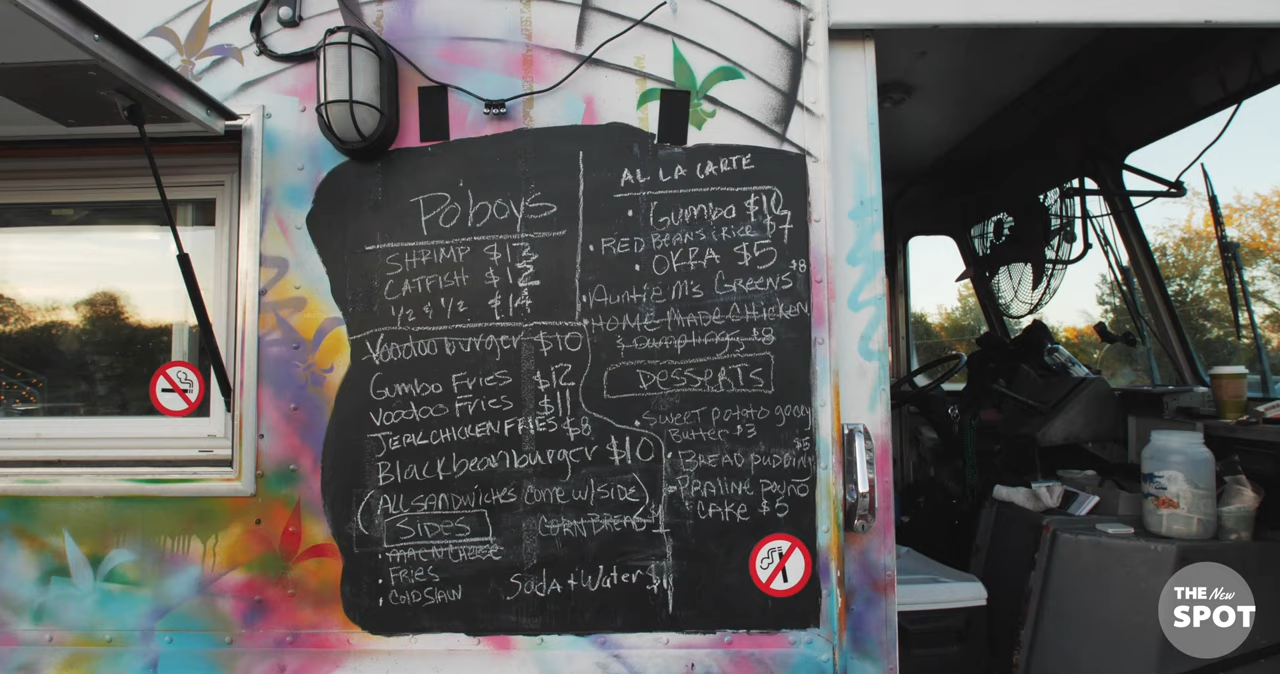 Po'boys
SHRIMP $12
CATFISH $12
1/2 & 1/2 $14
Voodoo burger $10
Gumbo Fries $12
Voodoo Fries $11
JERK CHICKEN FRIES $8
Blackbean burger $10
(All SANDWICHES come w/SIDE)
SIDES
CORN BREAD $1
• MAC N CHEESE
• FRIES
• COLD SLAW
SodA + Water $1
AL LA CARTE
• Gumbo $10
• RED BEANS & RICE $7
• OKRA $5
• Auntie M's Greens $8
• HOME MADE Chicken
& Dumplings $8
DESSERTS
• Sweet Potato
Butter $3
• BREAD pudding $5
• PRALINE pound
CAKE $5
THE New
SPOT